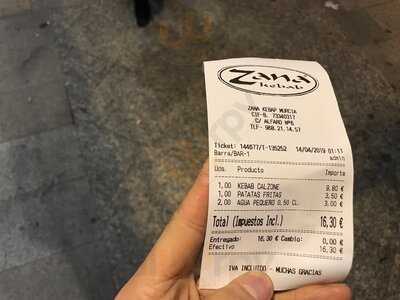 Zana
kebab
ZANA KEBAP MURCIA
CIF-B. 73340317
C/ ALFARO Nº6
TLF- 968.21.14.57
Ticket: 144677/T-135252 14/04/2019 01:11
Barra/BAR-1 admin
Uds. Producto Importe
1,00 KEBAB CALZONE 9,80 €
1,00 PATATAS FRITAS 3,50 €
2,00 AGUA PEQUEÑO 0,50 CL. 3,00 €
Total (Impuestos Incl.) 16,30 €
Entregado: 16,30 € Cambio: 0,00 €
Efectivo 16,30 €
IVA INCLUIDO - MUCHAS GRACIAS